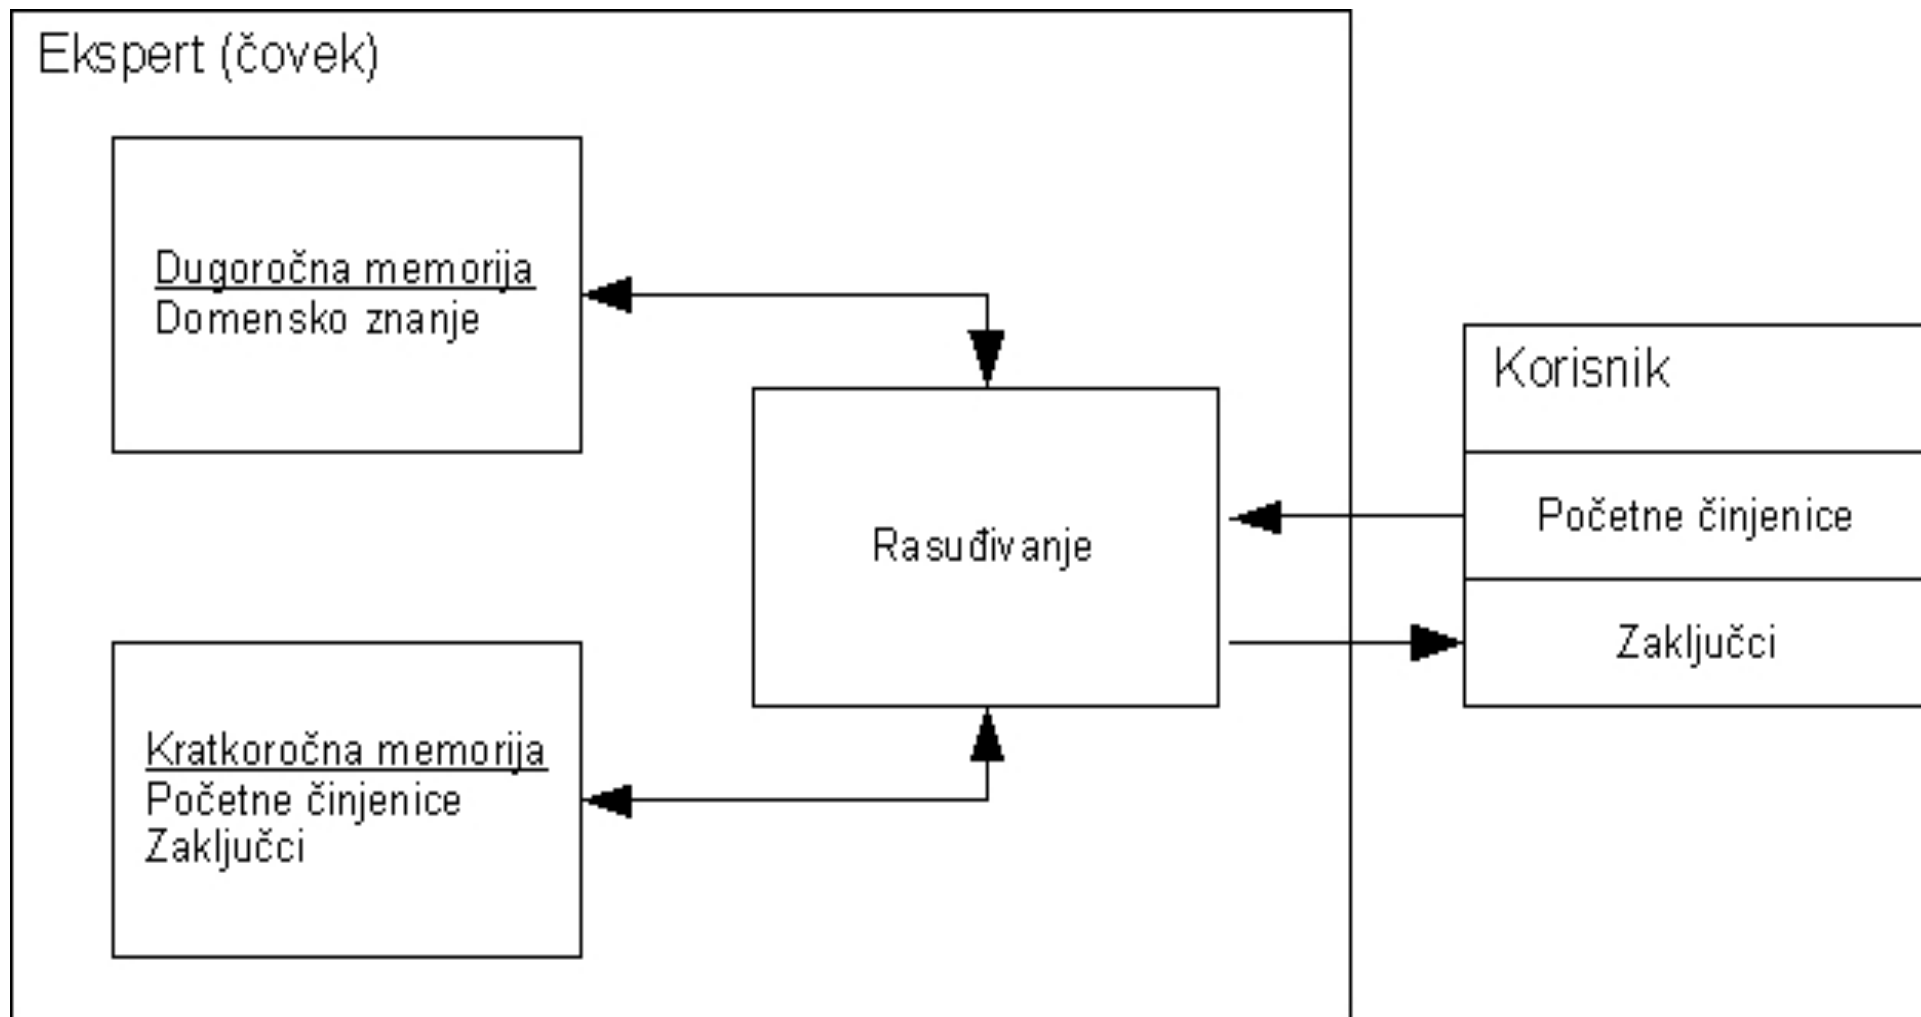 Ekspert (čovek)
Dugoročna memorija
Domensko znanje
Korisnik
Početne činjenice
Rasuđivanje
Zaključci
Kratkoročna memorija
Početne činjenice
Zaključci